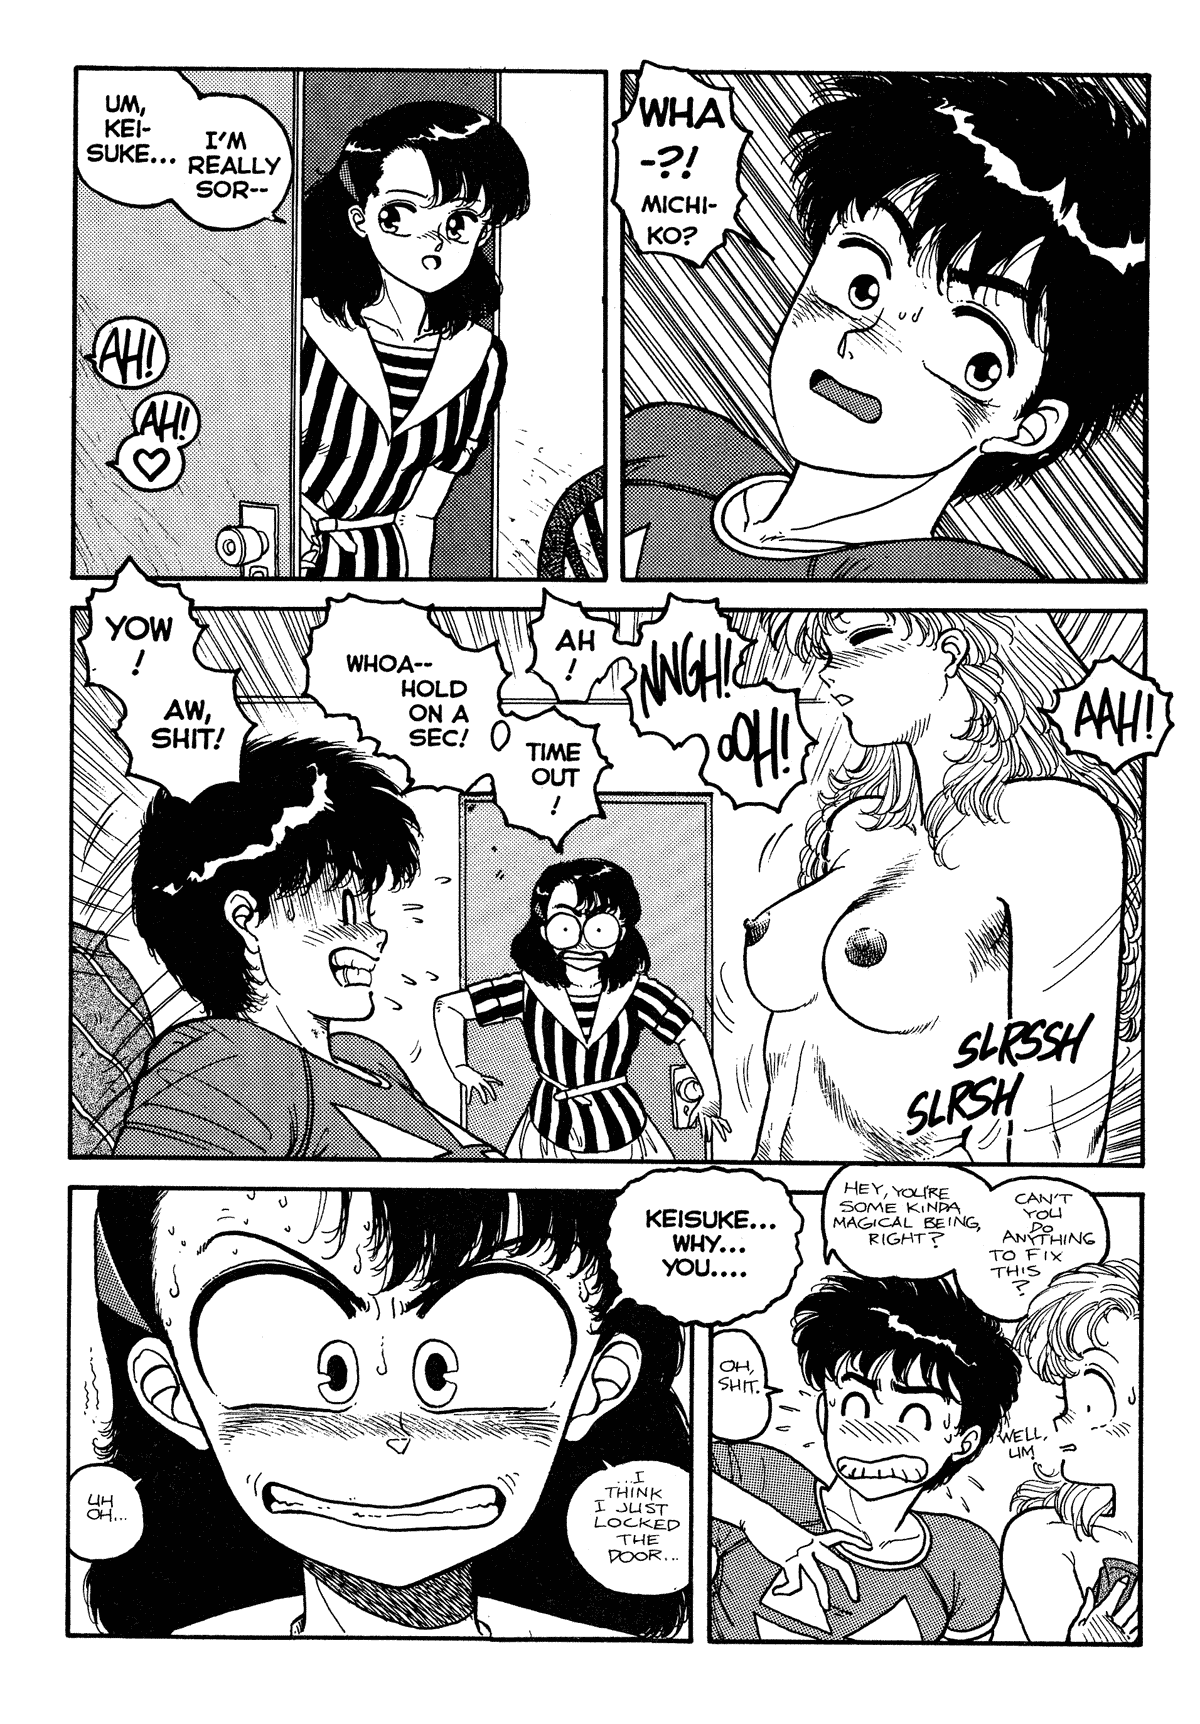 UM,
KEI-
SUKE...
I'M
REALLY
SOR--
AH!
AH!
♡
WHA
-?!
MICHI-
KO?
YOW
!
AW,
SHIT!
WHOA--
HOLD
ON A
SEC!
AH
!
TIME
OUT
!
NNGH!
OOH!
AAH!
SLRSSH
SLRSH
KEISUKE...
WHY...
YOU....
UH
OH...
...I
THINK
I JUST
LOCKED
THE
DOOR...
HEY, YOU'RE
SOME KINDA
MAGICAL BEING,
RIGHT?
CAN'T
YOU
DO
ANYTHING
TO FIX
THIS
?
OH,
SHIT.
WELL,
UM